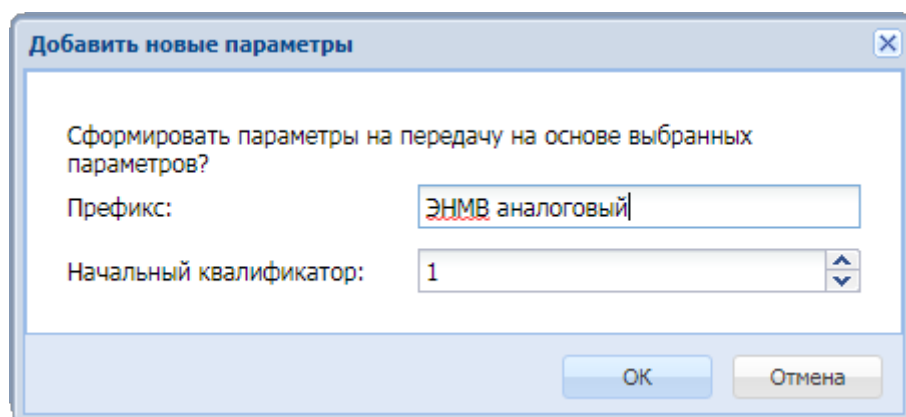 Добавить новые параметры
Сформировать параметры на передачу на основе выбранных
параметров?
Префикс: ЭНМВ аналоговый
Начальный квалификатор: 1
ОК Отмена